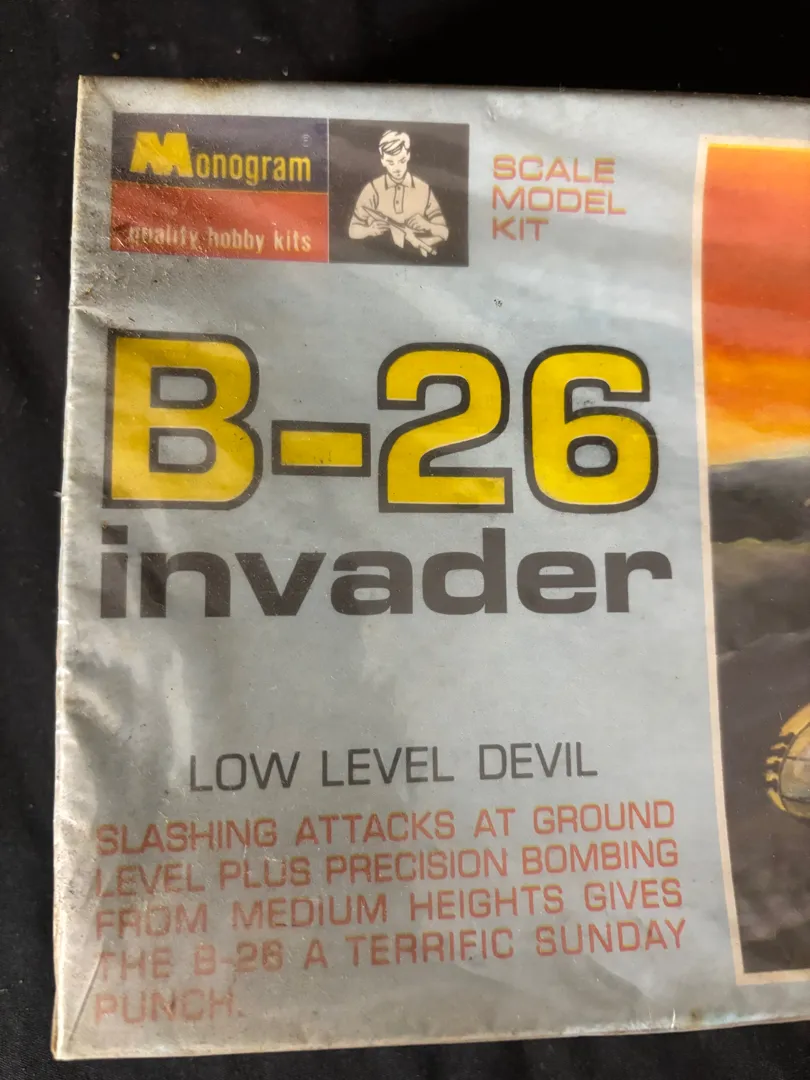 Monogram
quality hobby kits
SCALE
MODEL
KIT
B-26
invader
LOW LEVEL DEVIL
SLASHING ATTACKS AT GROUND
LEVEL PLUS PRECISION BOMBING
FROM MEDIUM HEIGHTS GIVES
THE B-26 A TERRIFIC SUNDAY
PUNCH.